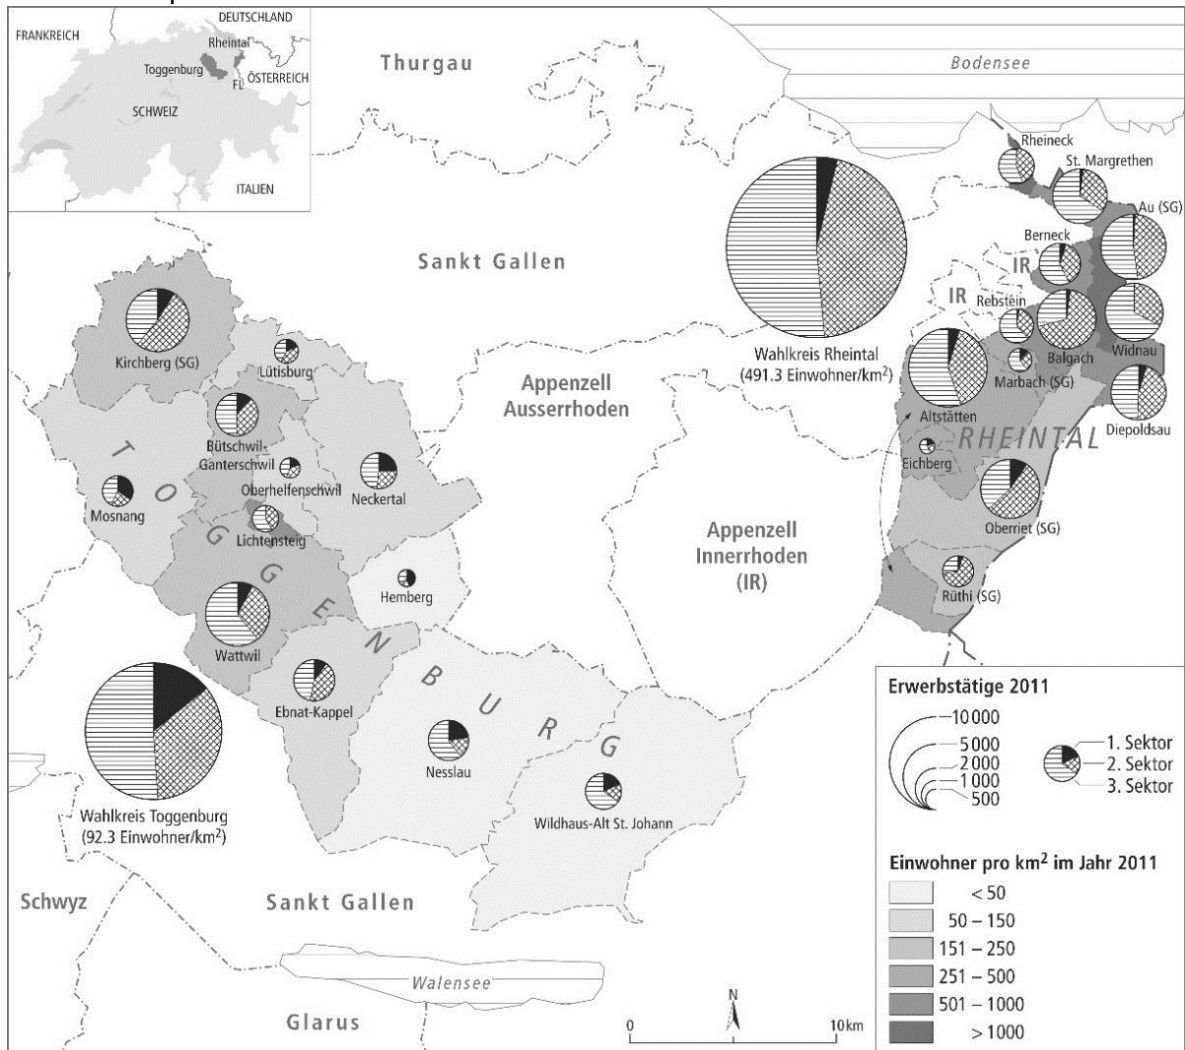 FRANKREICH
DEUTSCHLAND
Rheintal
Toggenburg
ÖSTERREICH
FL
SCHWEIZ
ITALIEN
Thurgau
Bodensee
Rheineck
St. Margrethen
Au (SG)
Berneck
IR
Sankt Gallen
IR
Rebstein
Kirchberg (SG)
Lütisburg
Wahlkreis Rheintal
(491.3 Einwohner/km²)
Balgach
Widnau
Marbach (SG)
Appenzell
Ausserrhoden
Altstätten
Diepoldsau
RHEINTAL
Eichberg
Bütschwil-
Ganterschwil
Oberhelfenschwil
Neckertal
Mosnang
Lichtensteig
TOGGENBURG
Oberriet (SG)
Appenzell
Innerrhoden
(IR)
Hemberg
Rüthi (SG)
Wattwil
Ebnat-Kappel
Nesslau
Wildhaus-Alt St. Johann
Wahlkreis Toggenburg
(92.3 Einwohner/km²)
Schwyz
Sankt Gallen
Walensee
Glarus
N
0 10 km
Erwerbstätige 2011
10 000
5 000
2 000
1 000
500
1. Sektor
2. Sektor
3. Sektor
Einwohner pro km² im Jahr 2011
< 50
50 – 150
151 – 250
251 – 500
501 – 1000
> 1000